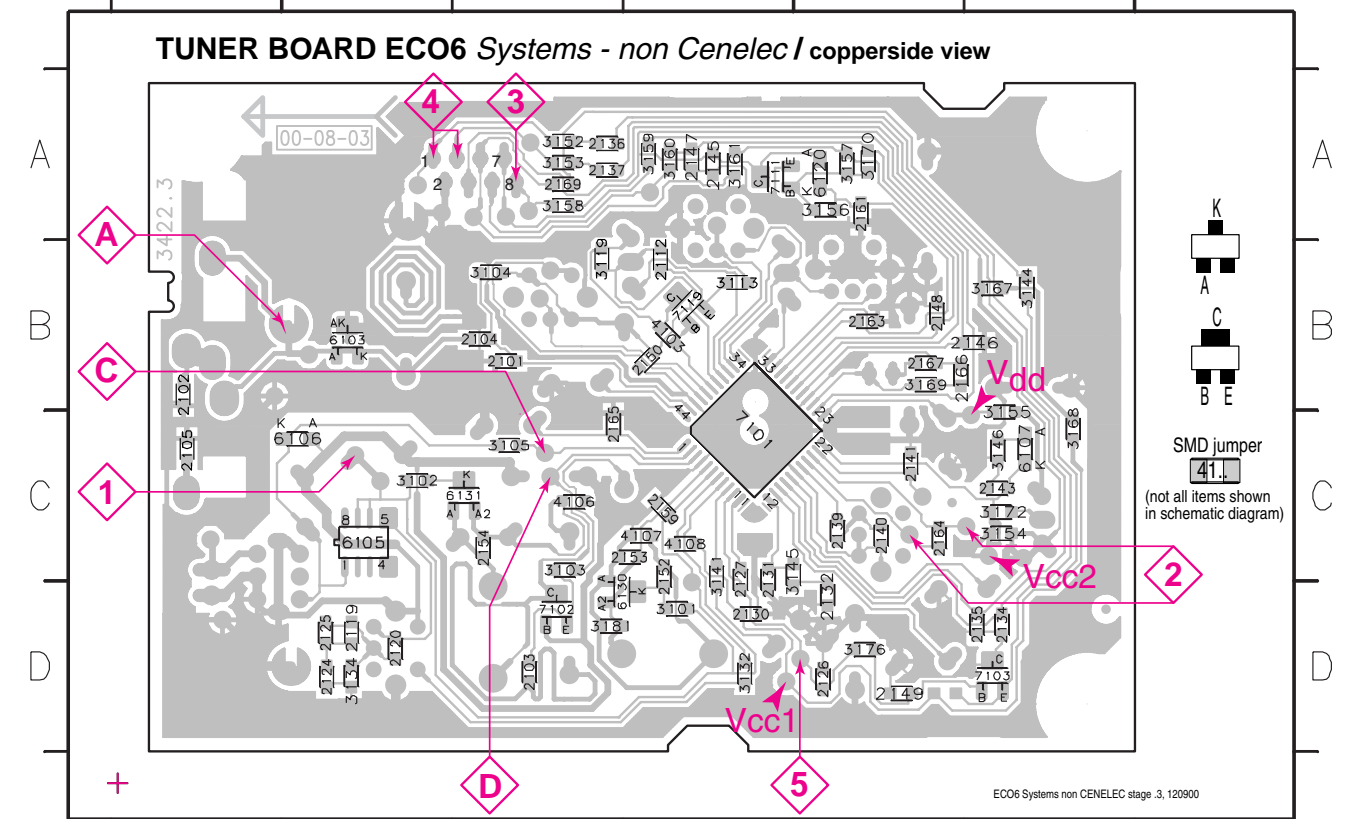 TUNER BOARD ECO6 Systems - non Cenelec / copperside view
4 3
00-08-03
A A
3422.3
1 7
2 8
3152 2136
3153 2137
2169
3158
3159 3160 2147 2145 3161
C 7111 E B
A 6120 K
3157 3170
3156 2161
A
K
A
3104 3119 2112 3113
C 7119 B E
4103
2150
3167 3144
2148
2163
2146
B B
AK
6103
A K
2104
2101
C
B E
C
34 33
2167
3169
2166
Vdd
2102
2105
K A
6106
3105
2165
44 23
7101
1 22
11 12
3155
3168
3146
A 6107 K
SMD jumper
41..
(not all items shown
in schematic diagram)
C C
1
3102
K
6131
A A2
4106
2159
2141
2143
3172
3154
2139 2140 2164
8 5
6105
1 4
2154
4107
4108
2153
Vcc2
2
3103
A 6130 A2 K
2152
3141 2127 2131 3145
2132
C
7102
B E
3101
2130
3181
2135 2134
2125 2119
2120
2124 3134
2103
3132
2126
3176
2149
C
7103
B E
D D
Vcc1
D
5
ECO6 Systems non CENELEC stage .3, 120900